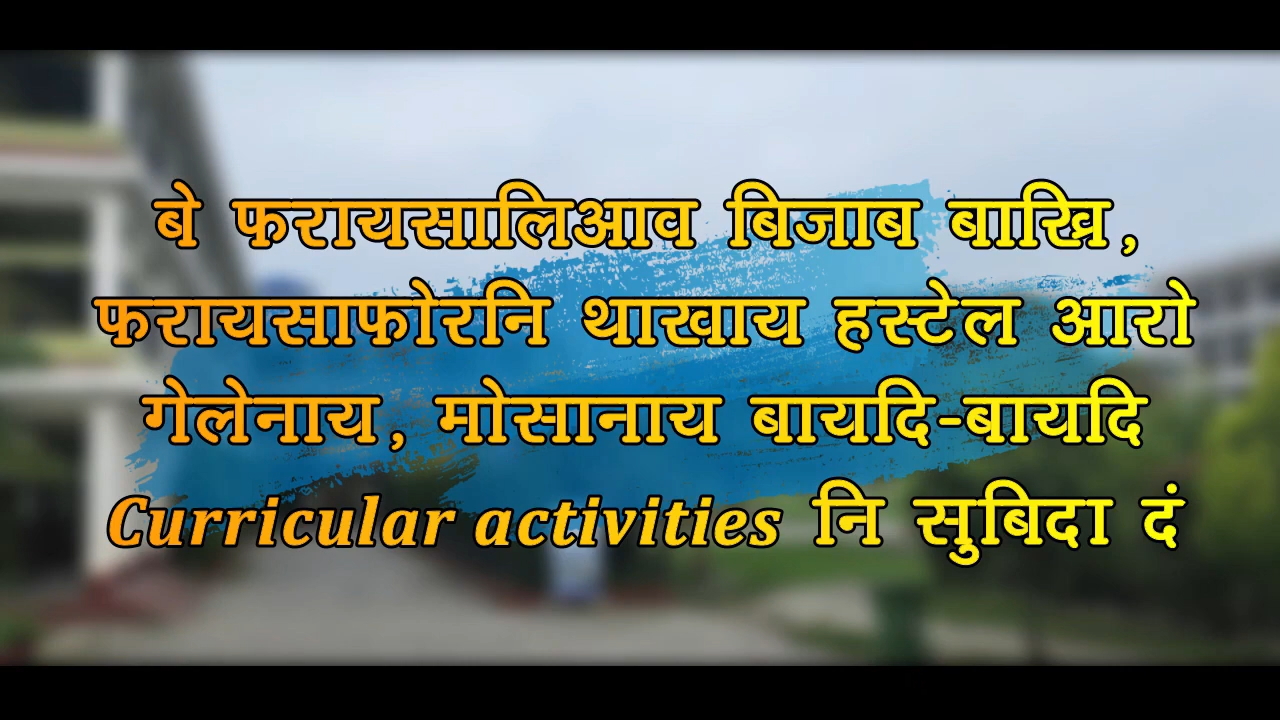 बे फरायसालिआव बिजाब बाख्रि,
फरायसाफोरनि थाखाय हस्टेल आरो
गेलेनाय, मोसानाय बायदि-बायदि
Curricular activities नि सुबिदा दं